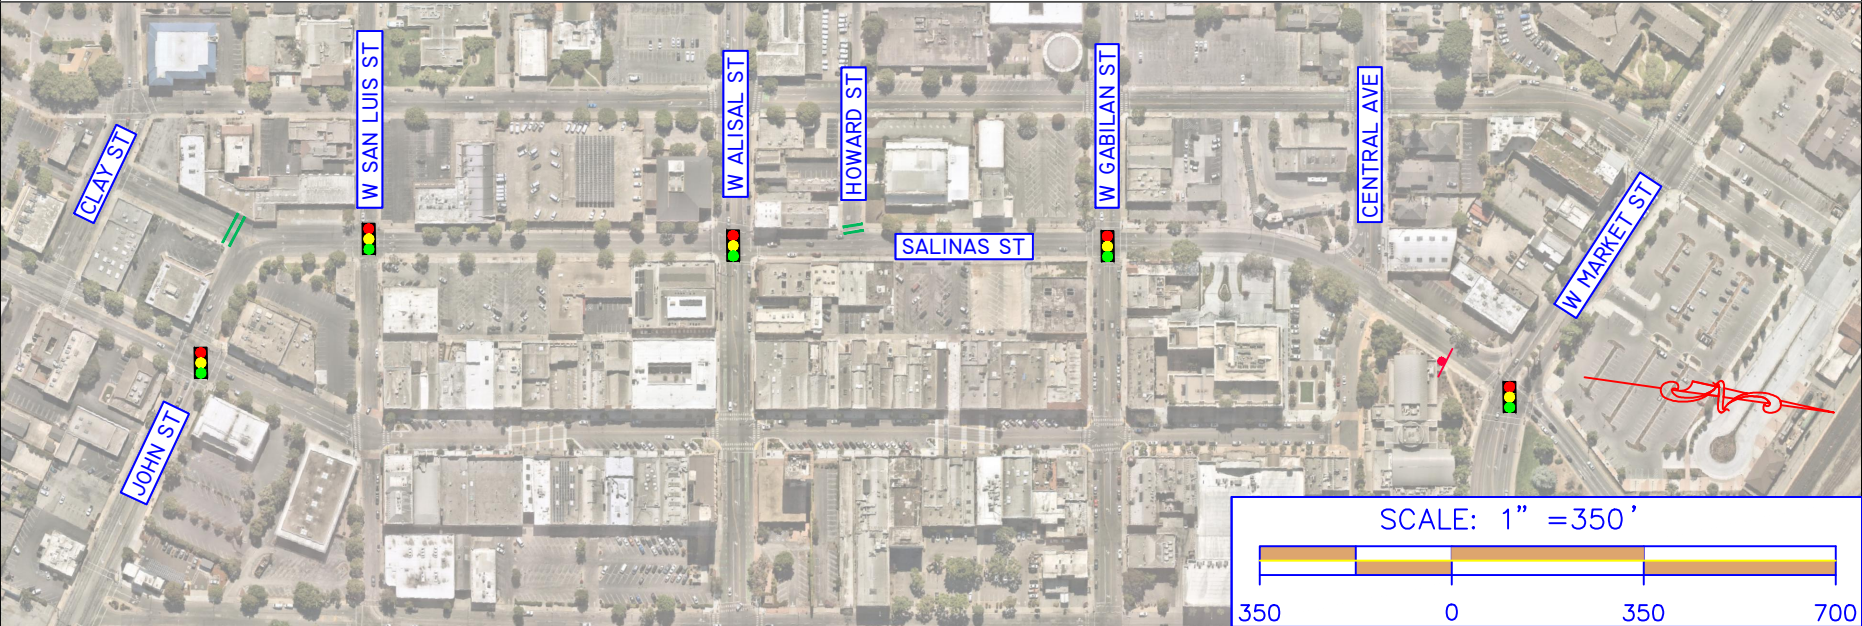 CLAY ST
W SAN LUIS ST
W ALISAL ST
HOWARD ST
W GABILAN ST
CENTRAL AVE
W MARKET ST
SALINAS ST
JOHN ST
SCALE: 1” =350’
350 0 350 700